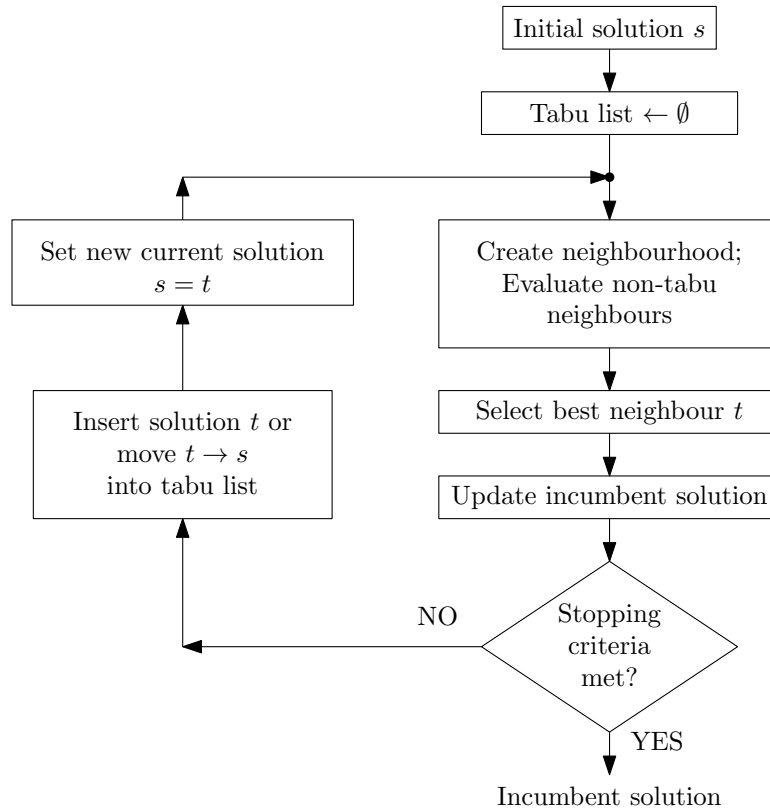 Initial solution s
Tabu list ← ∅
Create neighbourhood;
Evaluate non-tabu
neighbours
Select best neighbour t
Update incumbent solution
Stopping
criteria
met?
YES
Incumbent solution
NO
Insert solution t or
move t → s
into tabu list
Set new current solution
s = t